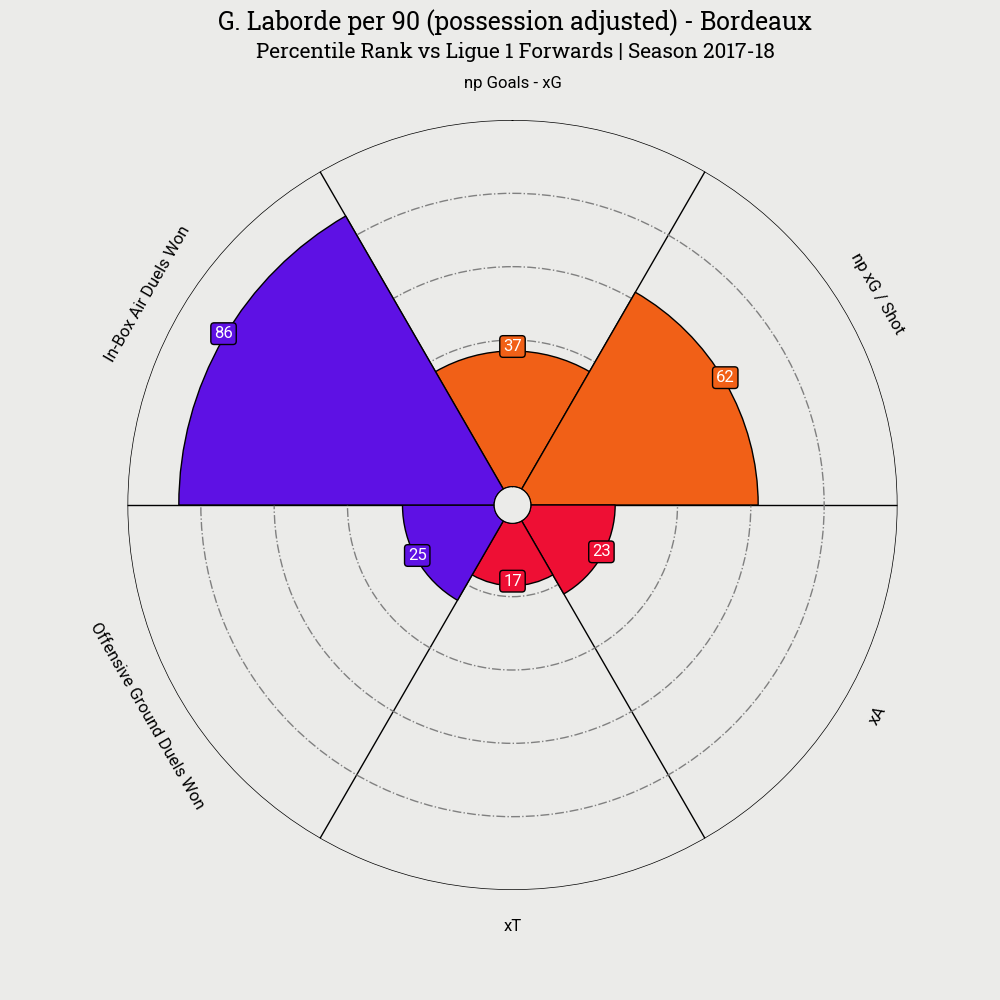 G. Laborde per 90 (possession adjusted) - Bordeaux
Percentile Rank vs Ligue 1 Forwards | Season 2017-18
np Goals - xG
In-Box Air Duels Won
np xG / Shot
86
37
62
25
17
23
Offensive Ground Duels Won
xA
xT